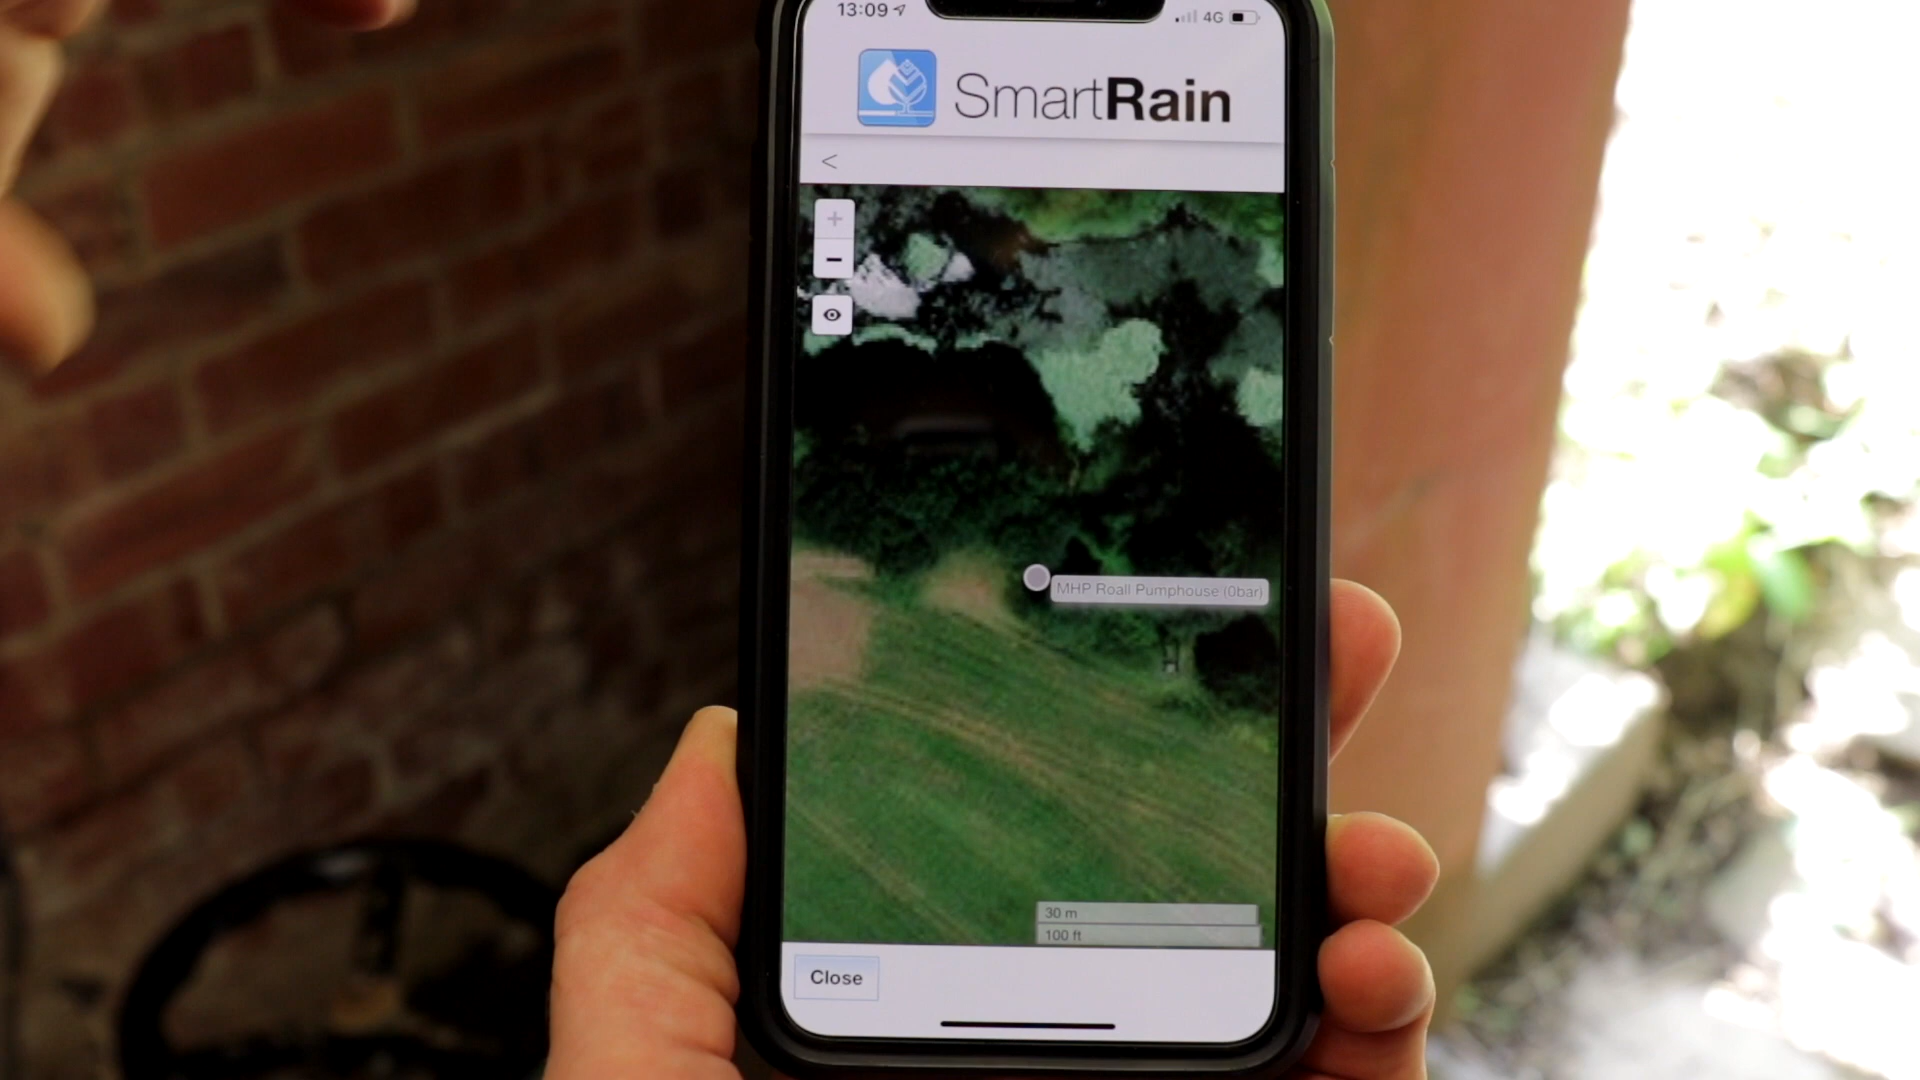 13:09
4G
SmartRain
<
+
-
MHP Roall Pumphouse (0bar)
30 m
100 ft
Close